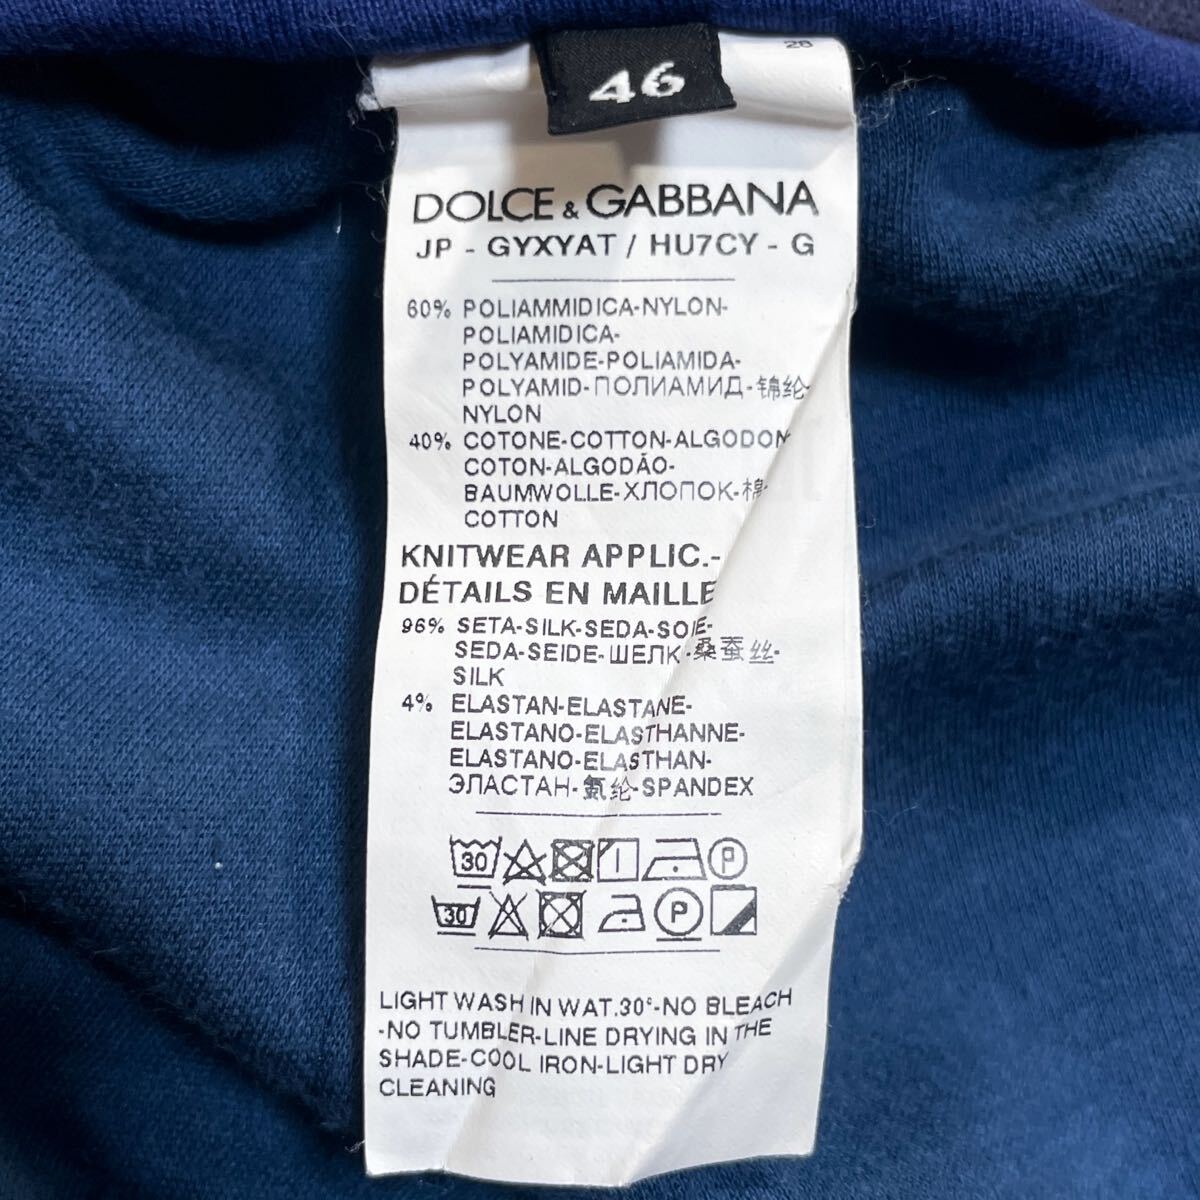 28
46
DOLCE & GABBANA
JP - GYXYAT / HU7CY - G
60% POLIAMMIDICA-NYLON-
POLIAMIDICA-
POLYAMIDE-POLIAMIDA-
POLYAMID-ПОЛИАМИД-锦纶-
NYLON
40% COTONE-COTTON-ALGODON
COTON-ALGODÃO-
BAUMWOLLE-ХЛОПОК-棉-
COTTON
KNITWEAR APPLIC.-
DÉTAILS EN MAILLE
96% SETA-SILK-SEDA-SOIE-
SEDA-SEIDE-ШЕЛК-桑蚕丝-
SILK
4% ELASTAN-ELASTANE-
ELASTANO-ELASTHANNE-
ELASTANO-ELASTHAN-
ЭЛАСТАН-氨纶-SPANDEX
30 P
30 P
LIGHT WASH IN WAT.30°-NO BLEACH
-NO TUMBLER-LINE DRYING IN THE
SHADE-COOL IRON-LIGHT DRY
CLEANING